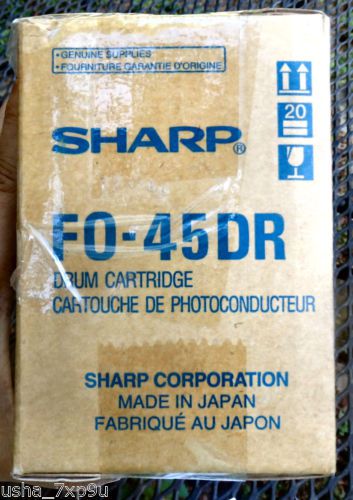 • GENUINE SUPPLIES
• FOURNITURE GARANTIE D'ORIGINE
20
SHARP®
FO-45DR
DRUM CARTRIDGE
CARTOUCHE DE PHOTOCONDUCTEUR
SHARP CORPORATION
MADE IN JAPAN
FABRIQUÉ AU JAPON
usha_7xp9u